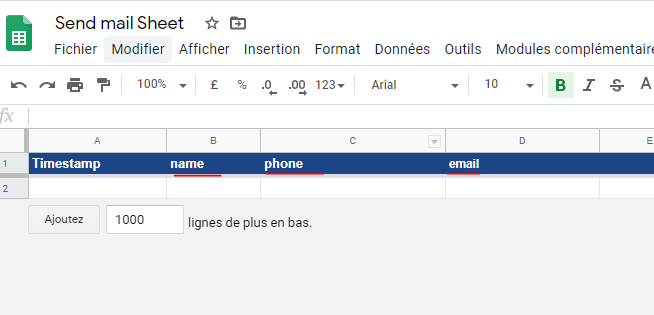 Send mail Sheet
Fichier Modifier Afficher Insertion Format Données Outils Modules complémentaire
100% £ % .0 .00 123 Arial 10 B I S A
fx
A B C D E
1 Timestamp name phone email
2
Ajoutez 1000 lignes de plus en bas.